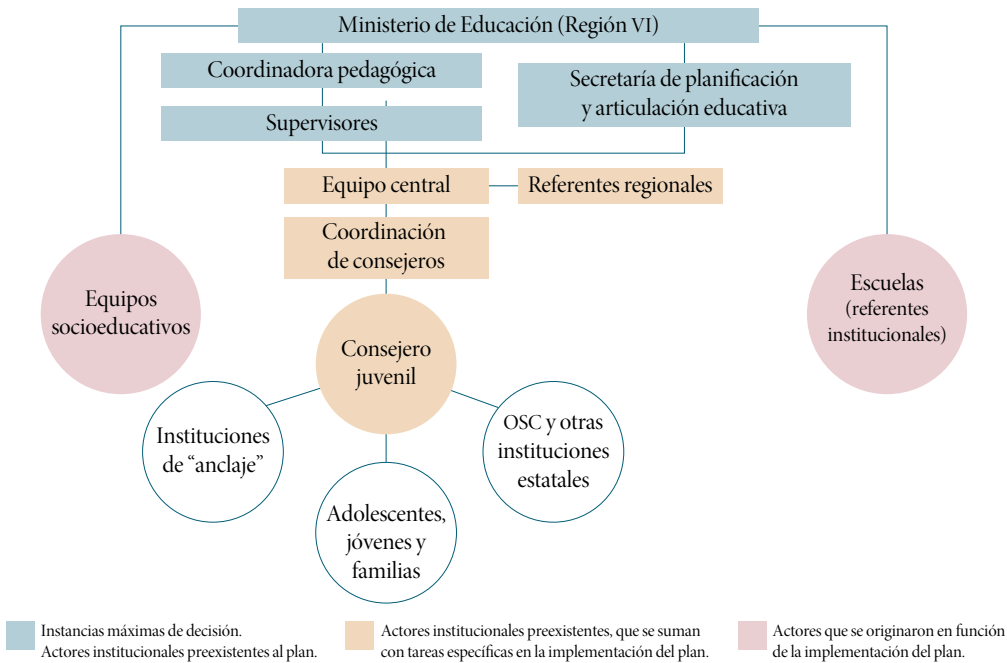 Ministerio de Educación (Región VI)
Coordinadora pedagógica
Secretaría de planificación
y articulación educativa
Supervisores
Equipo central
Referentes regionales
Coordinación
de consejeros
Equipos
socioeducativos
Escuelas
(referentes
institucionales)
Consejero
juvenil
Instituciones
de “anclaje”
OSC y otras
instituciones
estatales
Adolescentes,
jóvenes y
familias
Instancias máximas de decisión.
Actores institucionales preexistentes al plan.
Actores institucionales preexistentes, que se suman
con tareas específicas en la implementación del plan.
Actores que se originaron en función
de la implementación del plan.